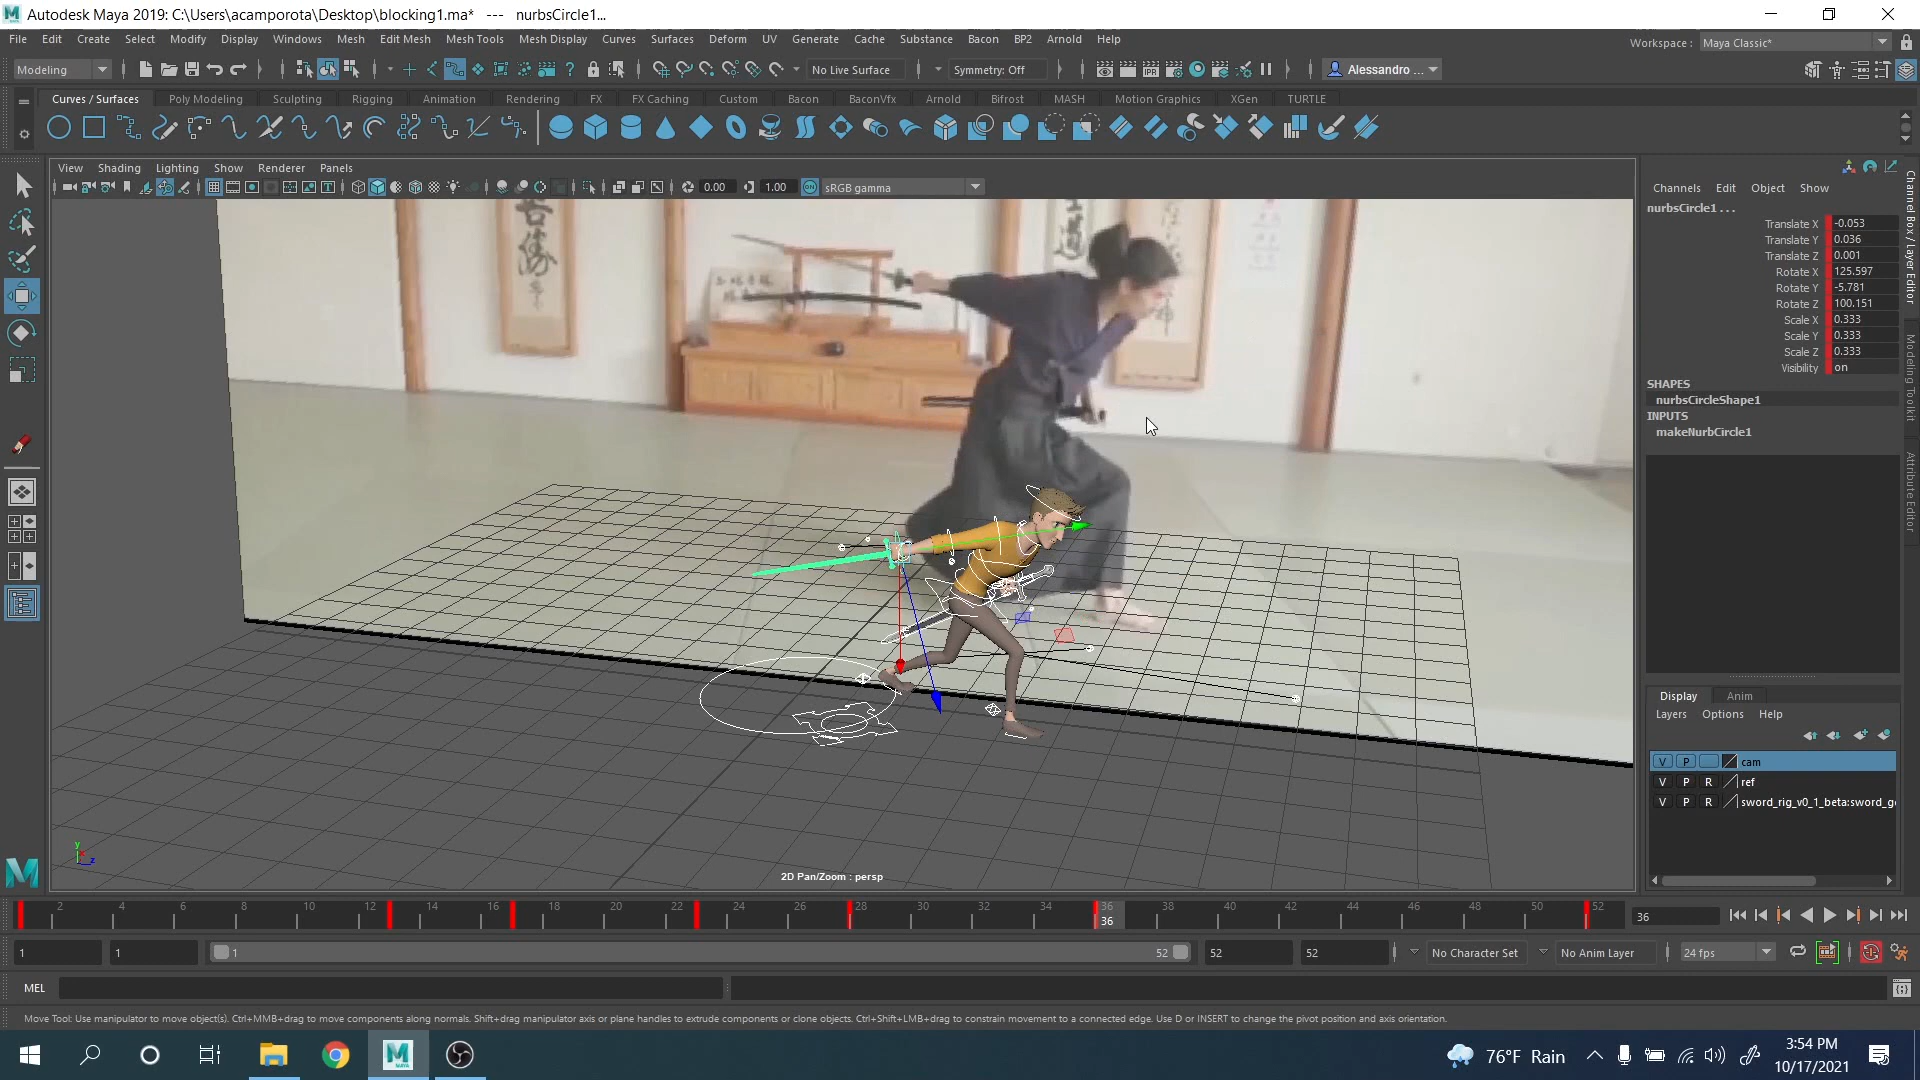 Autodesk Maya 2019: C:\Users\acamporota\Desktop\blocking1.ma*   ---   nurbsCircle1...
File Edit Create Select Modify Display Windows Mesh Edit Mesh Mesh Tools Mesh Display Curves Surfaces Deform UV Generate Cache Substance Bacon BP2 Arnold Help
Workspace : Maya Classic*
Modeling No Live Surface Symmetry: Off Alessandro ...
Curves / Surfaces Poly Modeling Sculpting Rigging Animation Rendering FX FX Caching Custom Bacon BaconVfx Arnold Bifrost MASH Motion Graphics XGen TURTLE
View Shading Lighting Show Renderer Panels
0.00 1.00 ON sRGB gamma
Channels Edit Object Show
nurbsCircle1 . . .
Translate X -0.053
Translate Y 0.036
Translate Z 0.001
Rotate X 125.597
Rotate Y -5.781
Rotate Z 100.151
Scale X 0.333
Scale Y 0.333
Scale Z 0.333
Visibility on
SHAPES
nurbsCircleShape1
INPUTS
makeNurbCircle1
Channel Box / Layer Editor
Modeling Toolkit
Attribute Editor
Display Anim
Layers Options Help
V P cam
V P R ref
V P R sword_rig_v0_1_beta:sword_ge
y
z
2D Pan/Zoom : persp
2 4 6 8 10 12 14 16 18 20 22 24 26 28 30 32 34 36 38 40 42 44 46 48 50 52
36
36
1 1 1 52 52 52 No Character Set No Anim Layer 24 fps
MEL
Move Tool: Use manipulator to move object(s). Ctrl+MMB+drag to move components along normals. Shift+drag manipulator axis or plane handles to extrude components or clone objects. Ctrl+Shift+LMB+drag to constrain movement to a connected edge. Use D or INSERT to change the pivot position and axis orientation.
76°F Rain
3:54 PM
10/17/2021